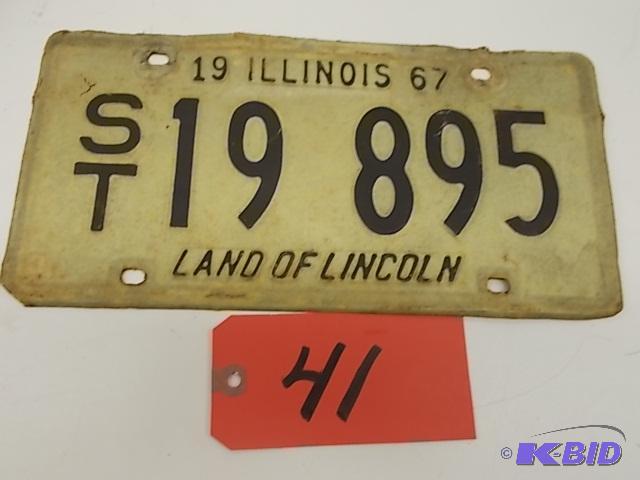 19 ILLINOIS 67
ST 19 895
LAND OF LINCOLN
41
© K-BID